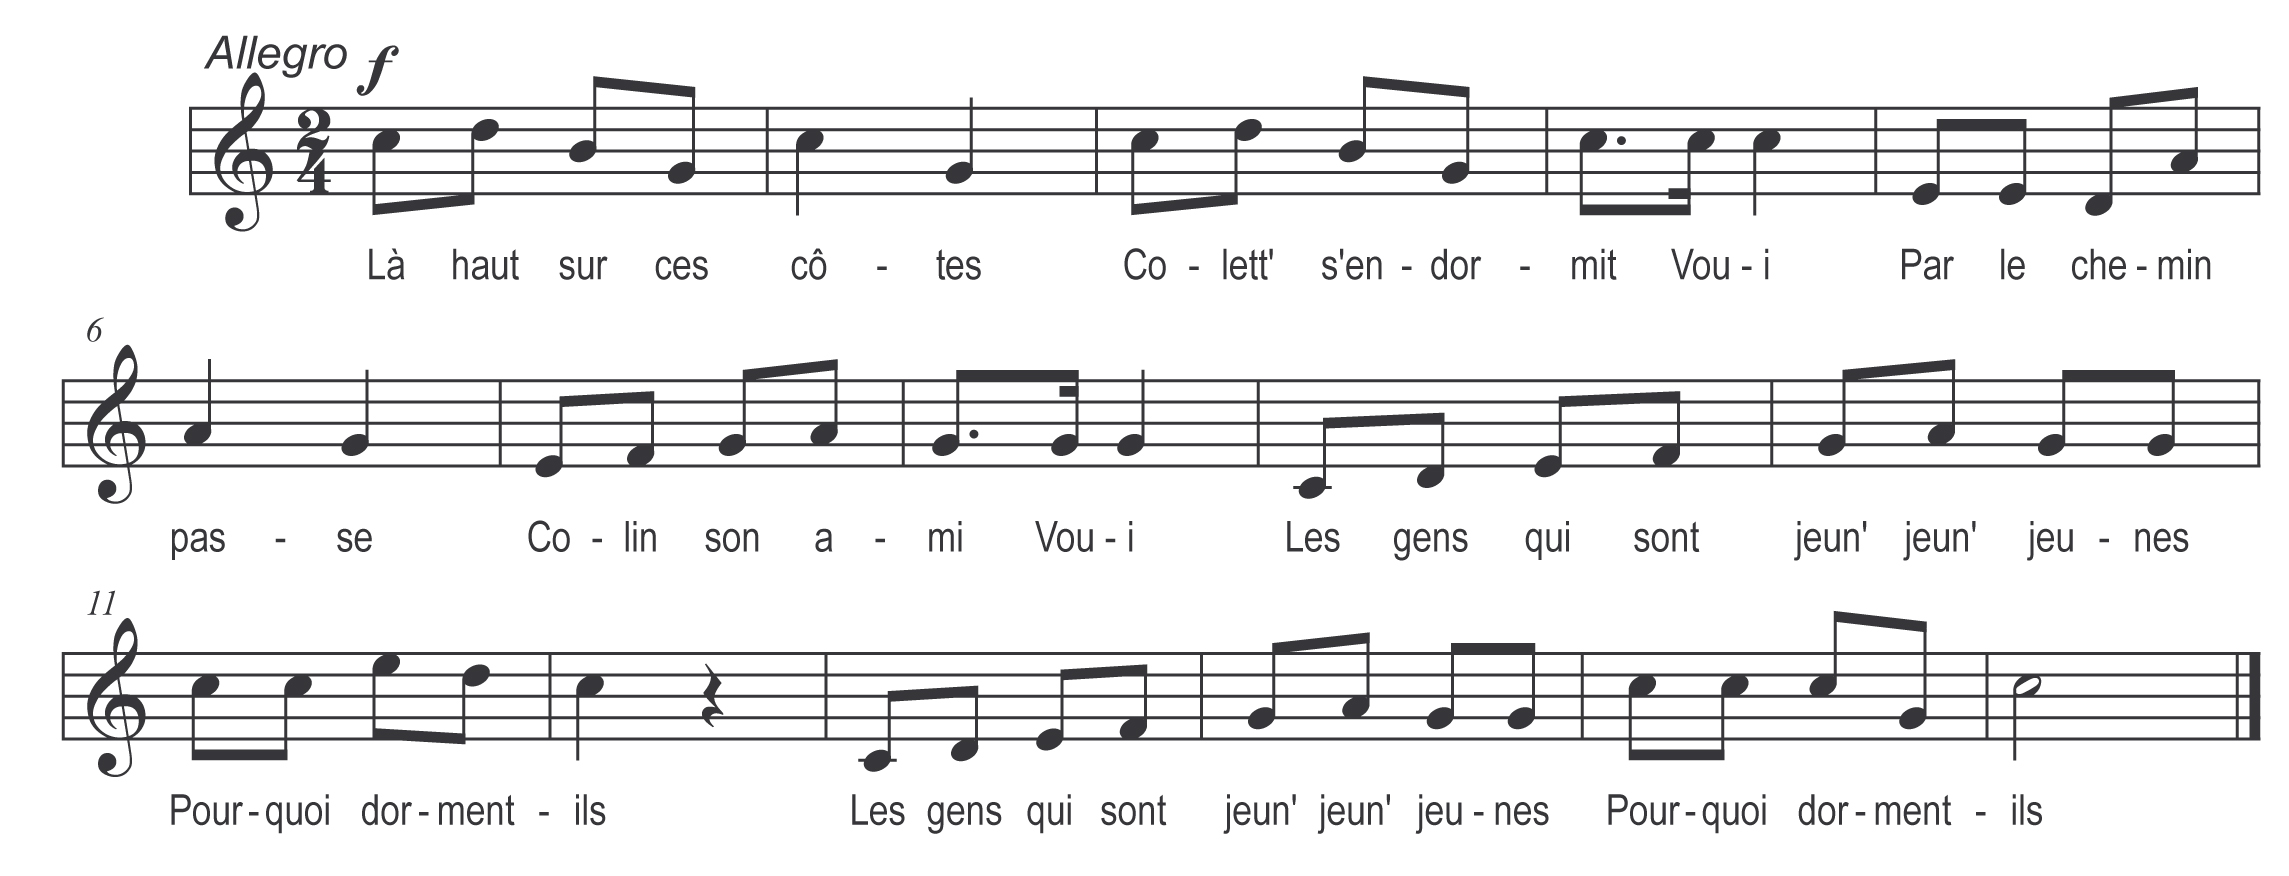 Allegro f
2
4
Là haut sur ces cô - tes Co - lett' s'en - dor - mit Vou - i Par le che - min
6
pas - se Co - lin son a - mi Vou - i Les gens qui sont jeun' jeun' jeu - nes
11
Pour - quoi dor - ment - ils Les gens qui sont jeun' jeun' jeu - nes Pour - quoi dor - ment - ils